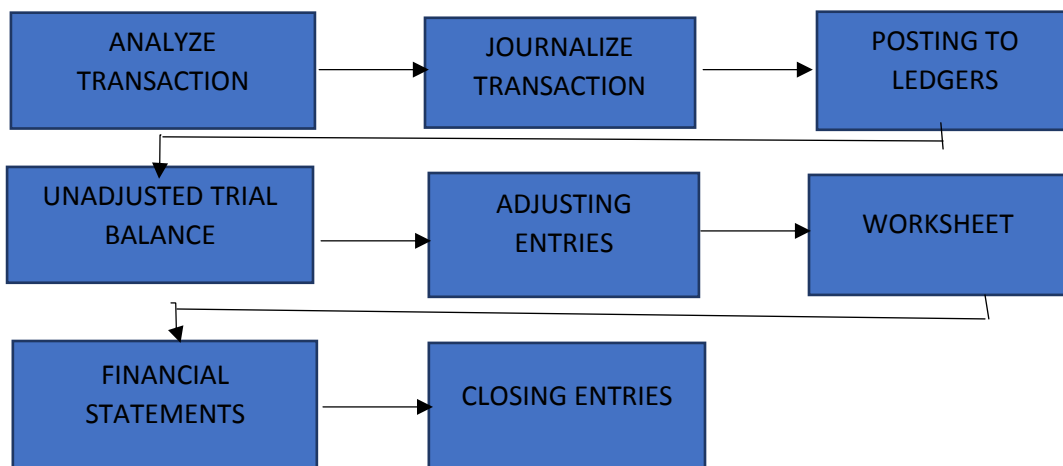 ANALYZE
TRANSACTION
JOURNALIZE
TRANSACTION
POSTING TO
LEDGERS
UNADJUSTED TRIAL
BALANCE
ADJUSTING
ENTRIES
WORKSHEET
FINANCIAL
STATEMENTS
CLOSING ENTRIES